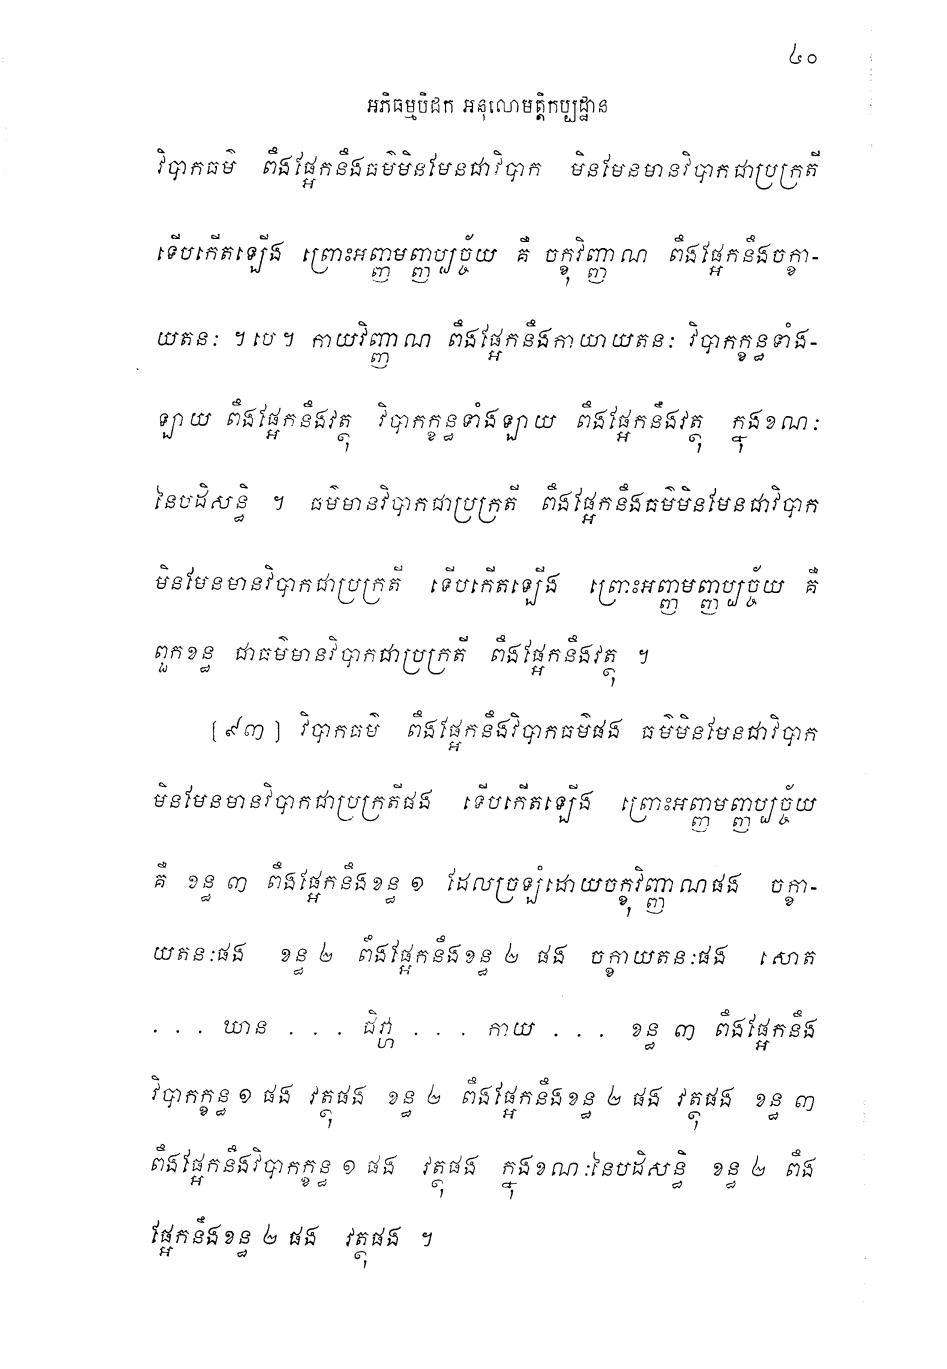 ៤០
អភិធម្មបិដក អនុលោមត្តិកប្បដ្ឋាន
វិបាកធម៌ ពឹងផ្អែកនឹងធម៌មិនមែនជាវិបាក មិនមែនមានវិបាកជាប្រក្រតី
ទើបកើតឡើង ព្រោះអញ្ញមញ្ញប្បច្ច័យ គឺ ចក្ខុវិញ្ញាណ ពឹងផ្អែកនឹងចក្ខា-
យតនៈ ។ បេ ។ កាយវិញ្ញាណ ពឹងផ្អែកនឹងកាយាយតនៈ វិបាកក្ខន្ធទាំង-
ឡាយ ពឹងផ្អែកនឹងវត្ថុ វិបាកក្ខន្ធទាំងឡាយ ពឹងផ្អែកនឹងវត្ថុ ក្នុងខណៈ
នៃបដិសន្ធិ ។ ធម៌មានវិបាកជាប្រក្រតី ពឹងផ្អែកនឹងធម៌មិនមែនជាវិបាក
មិនមែនមានវិបាកជាប្រក្រតី ទើបកើតឡើង ព្រោះអញ្ញមញ្ញប្បច្ច័យ គឺ
ពួកខន្ធ ជាធម៌មានវិបាកជាប្រក្រតី ពឹងផ្អែកនឹងវត្ថុ ។
[៩៣] វិបាកធម៌ ពឹងផ្អែកនឹងវិបាកធម៌ផង ធម៌មិនមែនជាវិបាក
មិនមែនមានវិបាកជាប្រក្រតីផង ទើបកើតឡើង ព្រោះអញ្ញមញ្ញប្បច្ច័យ
គឺ ខន្ធ ៣ ពឹងផ្អែកនឹងខន្ធ ១ ដែលច្រឡំដោយចក្ខុវិញ្ញាណផង ចក្ខា-
យតនៈផង ខន្ធ ២ ពឹងផ្អែកនឹងខន្ធ ២ ផង ចក្ខាយតនៈផង សោត
. . . ឃាន . . . ជិវ្ហា . . . កាយ . . . ខន្ធ ៣ ពឹងផ្អែកនឹង
វិបាកក្ខន្ធ ១ ផង វត្ថុផង ខន្ធ ២ ពឹងផ្អែកនឹងខន្ធ ២ ផង វត្ថុផង ខន្ធ ៣
ពឹងផ្អែកនឹងវិបាកក្ខន្ធ ១ ផង វត្ថុផង ក្នុងខណៈនៃបដិសន្ធិ ខន្ធ ២ ពឹង
ផ្អែកនឹងខន្ធ ២ ផង វត្ថុផង ។